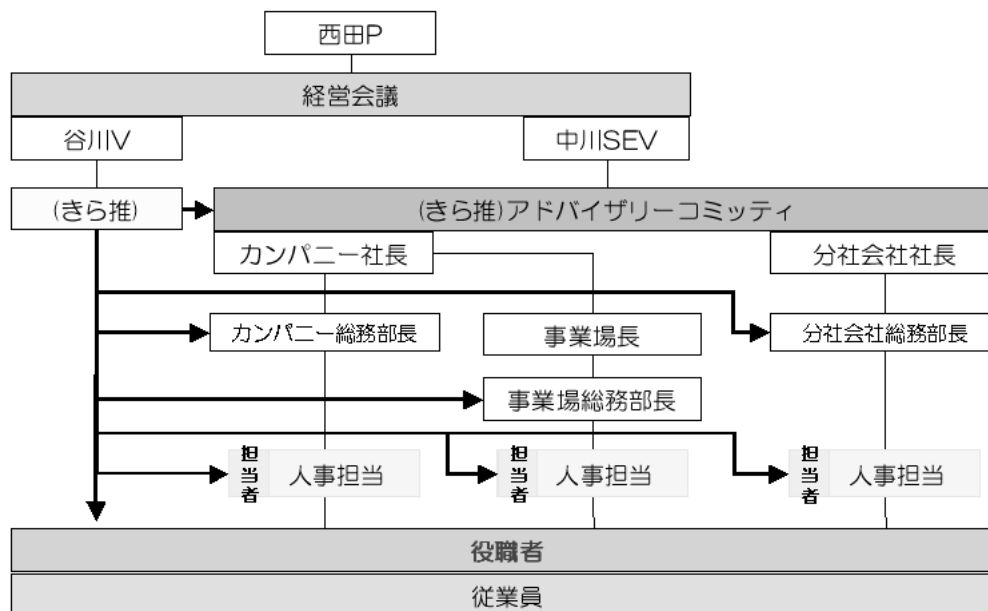 西田P
経営会議
谷川V
中川SEV
(きら推)
(きら推)アドバイザリーコミッティ
カンパニー社長
分社会社社長
カンパニー総務部長
事業場長
分社会社総務部長
事業場総務部長
担当者
人事担当
担当者
人事担当
担当者
人事担当
役職者
従業員